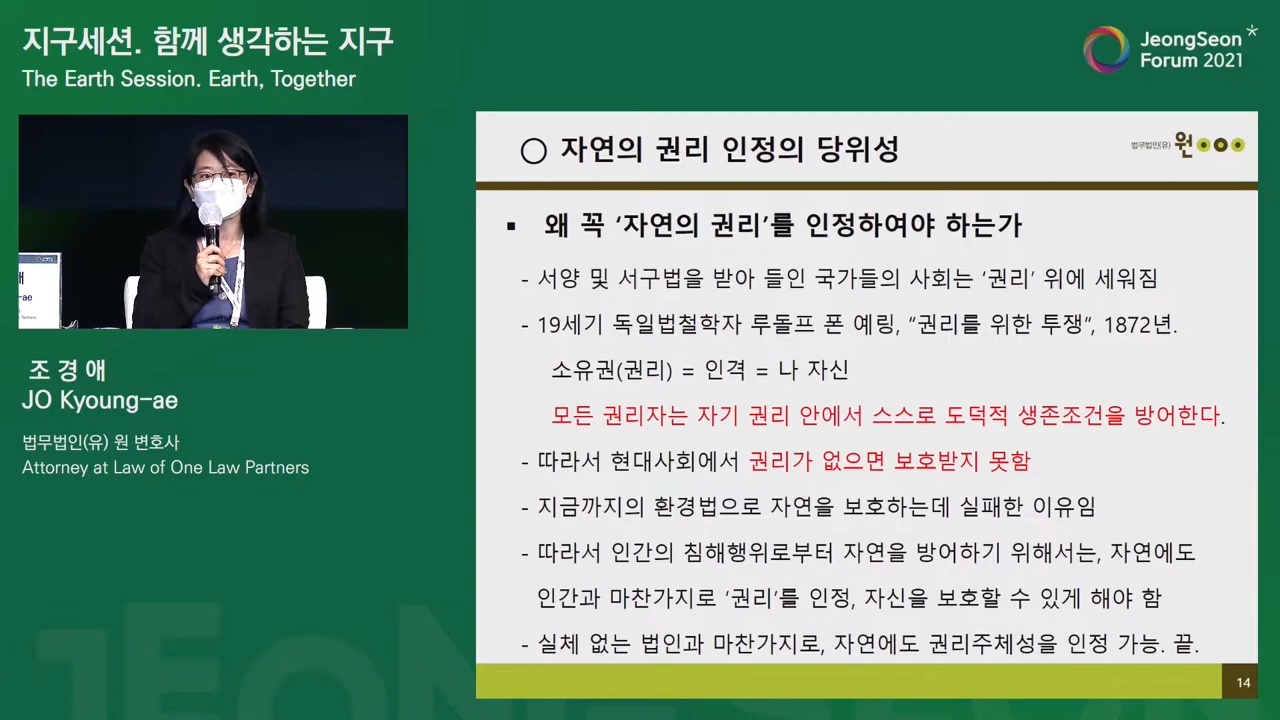 지구세션. 함께 생각하는 지구
The Earth Session. Earth, Together
JeongSeon*
Forum 2021
조 경 애
JO Kyoung-ae
법무법인(유) 원 변호사
Attorney at Law of One Law Partners
○ 자연의 권리 인정의 당위성
법무법인(유) 원
▪ 왜 꼭 ‘자연의 권리’를 인정하여야 하는가
- 서양 및 서구법을 받아 들인 국가들의 사회는 ‘권리’ 위에 세워짐
- 19세기 독일법철학자 루돌프 폰 예링, “권리를 위한 투쟁“, 1872년.
소유권(권리) = 인격 = 나 자신
모든 권리자는 자기 권리 안에서 스스로 도덕적 생존조건을 방어한다.
- 따라서 현대사회에서 권리가 없으면 보호받지 못함
- 지금까지의 환경법으로 자연을 보호하는데 실패한 이유임
- 따라서 인간의 침해행위로부터 자연을 방어하기 위해서는, 자연에도
인간과 마찬가지로 ‘권리’를 인정, 자신을 보호할 수 있게 해야 함
- 실체 없는 법인과 마찬가지로, 자연에도 권리주체성을 인정 가능. 끝.
14
애
-ae
JEONGSEON